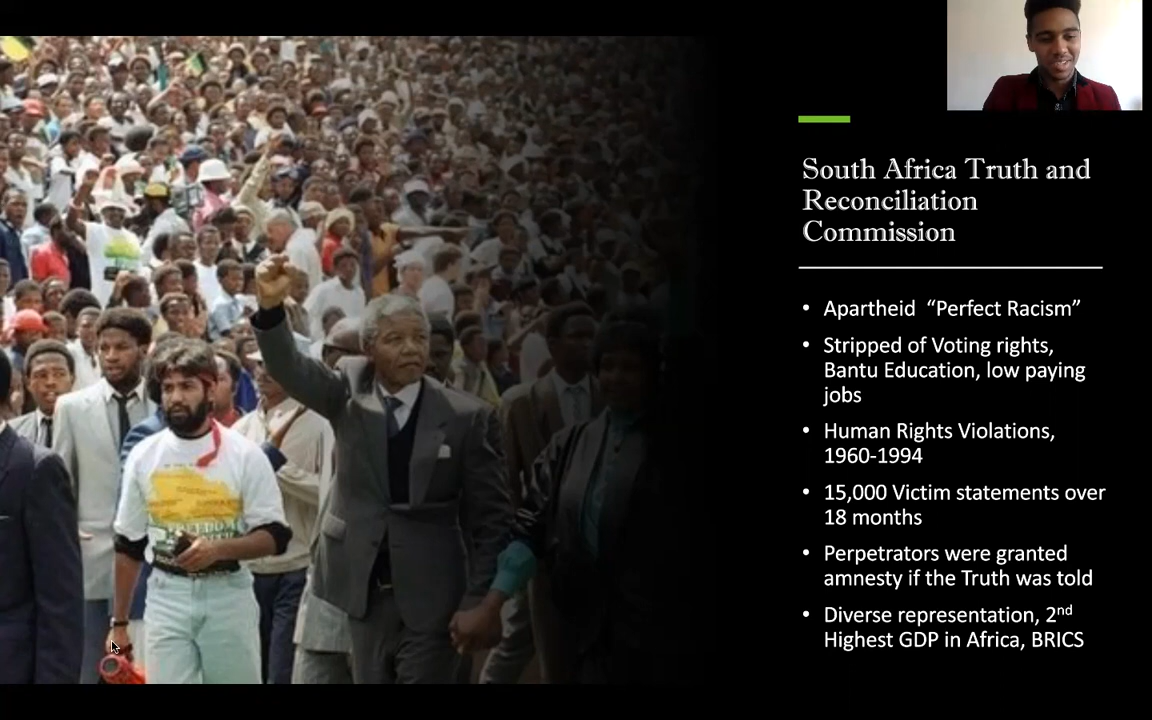 South Africa Truth and
Reconciliation
Commission
• Apartheid  “Perfect Racism”
• Stripped of Voting rights,
Bantu Education, low paying
jobs
• Human Rights Violations,
1960-1994
• 15,000 Victim statements over
18 months
• Perpetrators were granted
amnesty if the Truth was told
• Diverse representation, 2nd
Highest GDP in Africa, BRICS